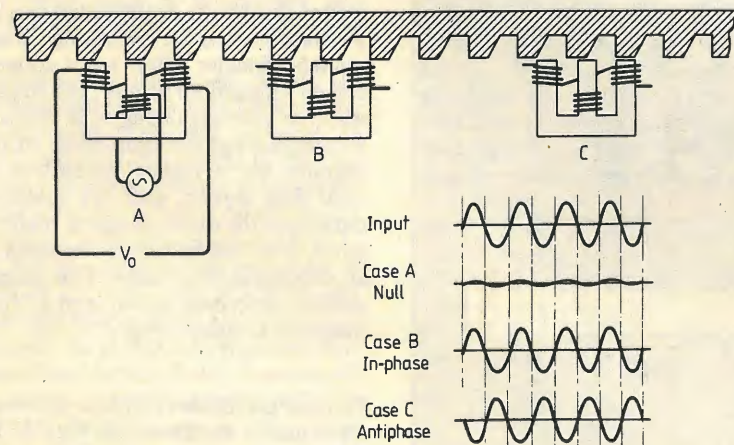 B
C
A
V₀
Input
Case A
Null
Case B
In-phase
Case C
Antiphase